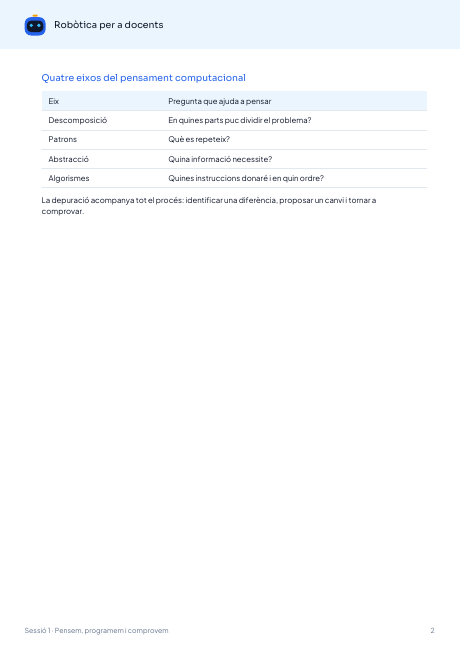 Robòtica per a docents
Quatre eixos del pensament computacional
Eix Pregunta que ajuda a pensar
Descomposició En quines parts puc dividir el problema?
Patrons Què es repeteix?
Abstracció Quina informació necessite?
Algorismes Quines instruccions donaré i en quin ordre?
La depuració acompanya tot el procés: identificar una diferència, proposar un canvi i tornar a
comprovar.
Sessió 1 · Pensem, programem i comprovem 2